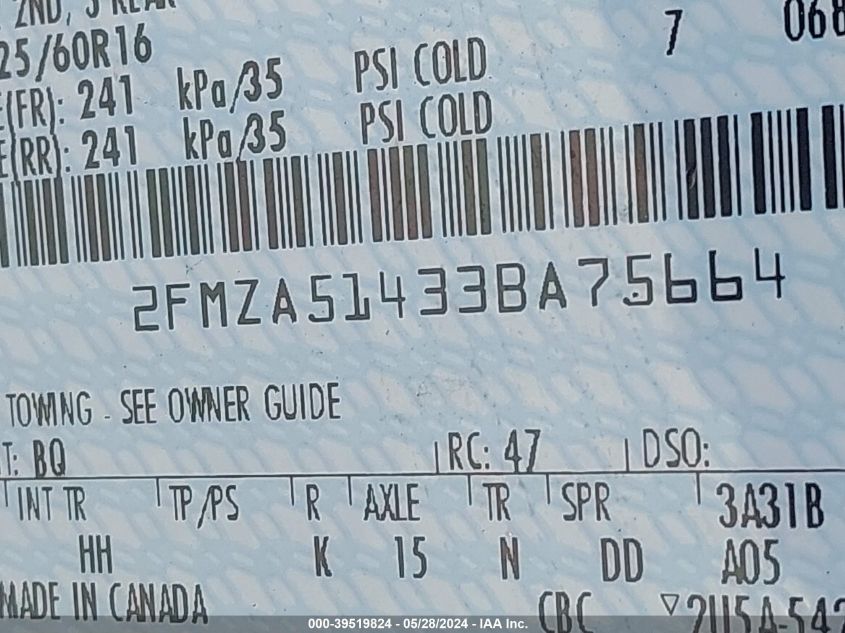 2ND, 3 REAR
25/60R16 7 068
E(FR): 241 kPa/35 PSI COLD
E(RR): 241 kPa/35 PSI COLD
2FMZA51433BA75664
TOWING - SEE OWNER GUIDE
T: BQ RC: 47 DSO:
INT TR TP/PS R AXLE TR SPR 3A31B
HH K 15 N DD A05
MADE IN CANADA CBC ▽2U5A-542
000-39519824 - 05/28/2024 - IAA Inc.